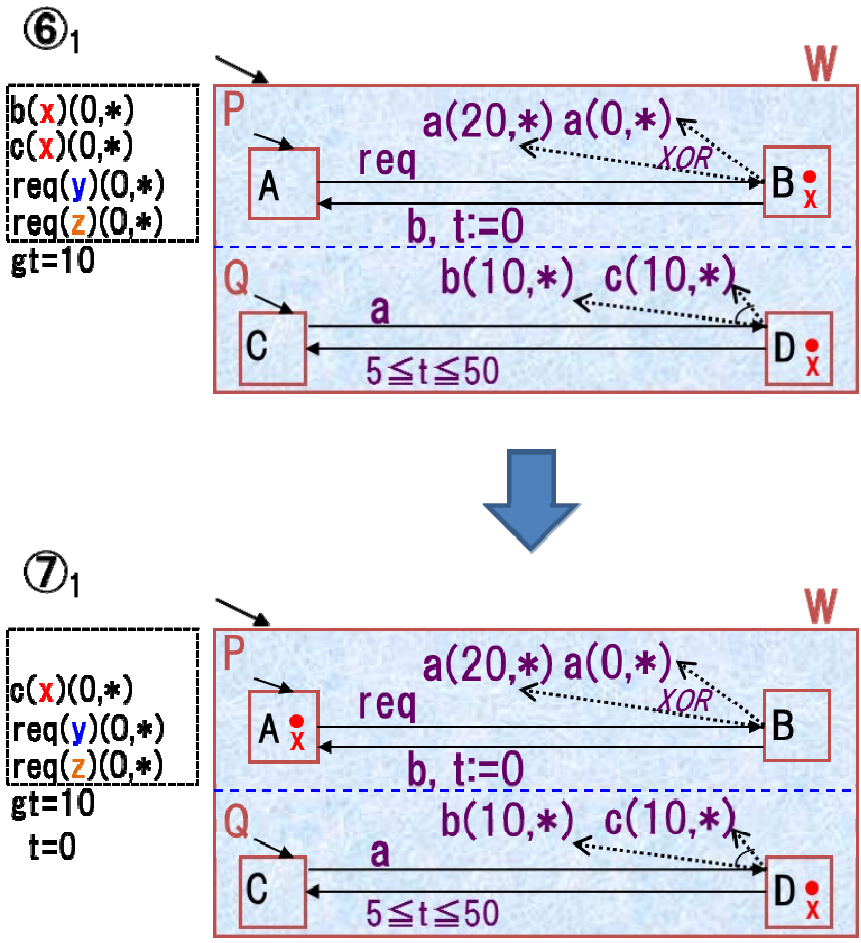 ⑥1
W
b(x)(0,*)
c(x)(0,*)
req(y)(0,*)
req(z)(0,*)
gt=10
P
a(20,*) a(0,*)
XOR
A
req
B
x
b, t:=0
Q
b(10,*) c(10,*)
a
C
D
x
5≦t≦50
⑦1
W
c(x)(0,*)
req(y)(0,*)
req(z)(0,*)
gt=10
t=0
P
a(20,*) a(0,*)
XOR
A
x
req
B
b, t:=0
Q
b(10,*) c(10,*)
a
C
D
x
5≦t≦50